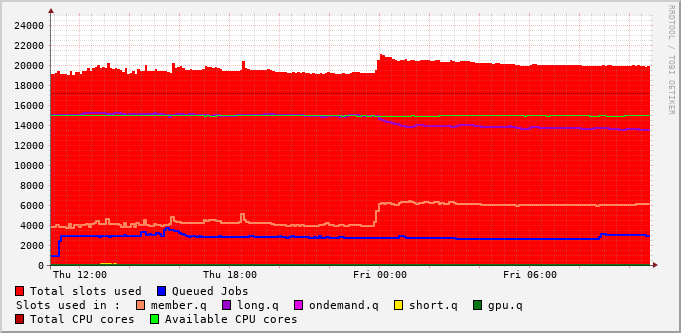 24000
22000
20000
18000
16000
14000
12000
10000
8000
6000
4000
2000
0
Thu 12:00 Thu 18:00 Fri 00:00 Fri 06:00
RRDTOOL / TOBI OETIKER
Total slots used Queued Jobs
Slots used in : member.q long.q ondemand.q short.q gpu.q
Total CPU cores Available CPU cores